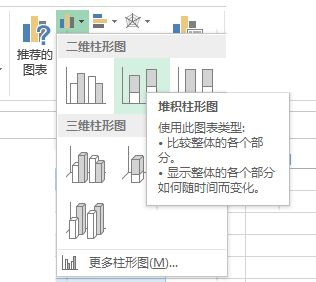 推荐的
图表
二维柱形图
堆积柱形图
使用此图表类型:
• 比较整体的各个部
分。
• 显示整体的各个部分
如何随时间而变化。
三维柱形图
更多柱形图(M)...